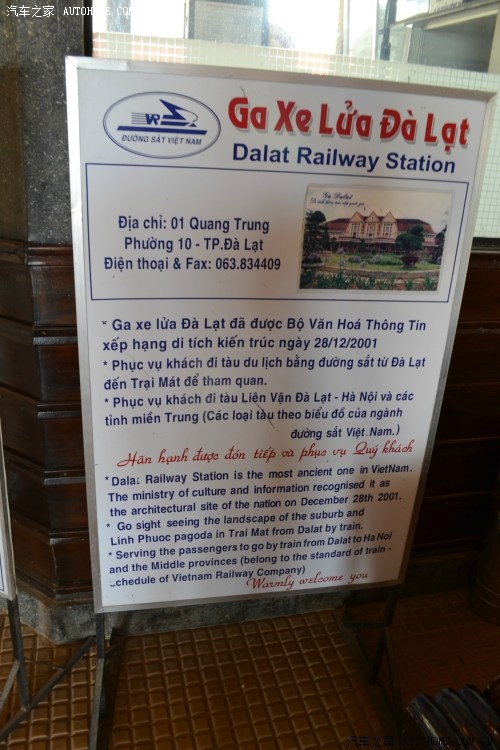 汽车之家 AUTOHOME.COM.CN
VR
ĐƯỜNG SẮT VIỆT NAM
Ga Xe Lửa Đà Lạt
Dalat Railway Station
Địa chỉ: 01 Quang Trung
Phường 10 - TP.Đà Lạt
Điện thoại & Fax: 063.834409
Ga Dalat
* Ga xe lửa Đà Lạt đã được Bộ Văn Hoá Thông Tin
xếp hạng di tích kiến trúc ngày 28/12/2001
* Phục vụ khách đi tàu du lịch bằng đường sắt từ Đà Lạt
đến Trại Mát để tham quan.
* Phục vụ khách đi tàu Liên Vận Đà Lạt - Hà Nội và các
tỉnh miền Trung (Các loại tàu theo biểu đồ của ngành
đường sắt Việt Nam.)
Hân hạnh được đón tiếp và phục vụ Quý khách
* Dalat Railway Station is the most ancient one in VietNam.
The ministry of culture and information recognised it as
the architectural site of the nation on December 28th 2001.
* Go sight seeing the landscape of the suburb and
Linh Phuoc pagoda in Trai Mat from Dalat by train.
* Serving the passengers to go by train from Dalat to Ha Noi
and the Middle provinces (belong to the standard of train -
schedule of Vietnam Railway Company)
Warmly welcome you
汽车之家 AUTOHOME.COM.CN